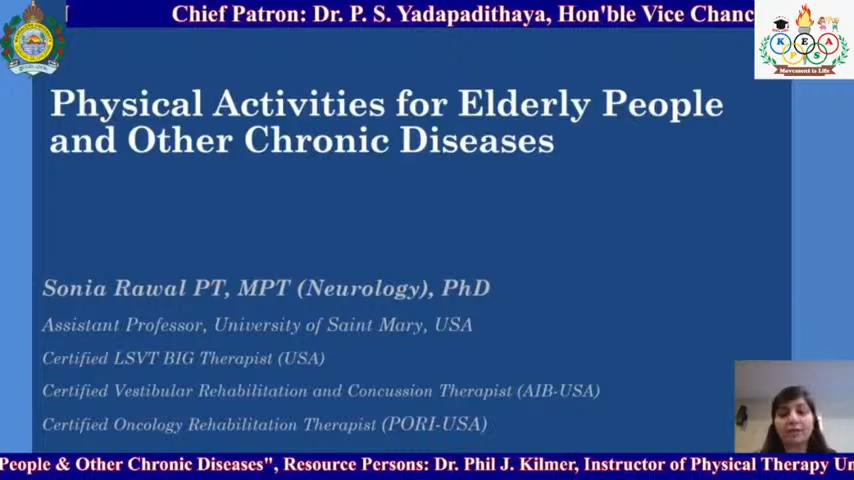 Chief Patron: Dr. P. S. Yadapadithaya, Hon'ble Vice Chanc
K E A
P S
Movement is Life
Physical Activities for Elderly People
and Other Chronic Diseases
Sonia Rawal PT, MPT (Neurology), PhD
Assistant Professor, University of Saint Mary, USA
Certified LSVT BIG Therapist (USA)
Certified Vestibular Rehabilitation and Concussion Therapist (AIB-USA)
Certified Oncology Rehabilitation Therapist (PORI-USA)
People & Other Chronic Diseases", Resource Persons: Dr. Phil J. Kilmer, Instructor of Physical Therapy Un